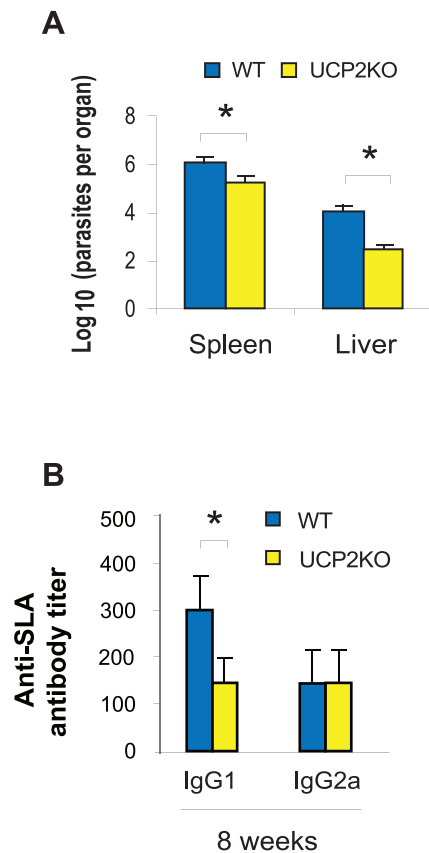 A
WT UCP2KO
Log10 (parasites per organ)
8
6
4
2
0
* *
Spleen Liver
B
WT
UCP2KO
Anti-SLA
antibody titer
500
400
300
200
100
0
*
IgG1 IgG2a
8 weeks